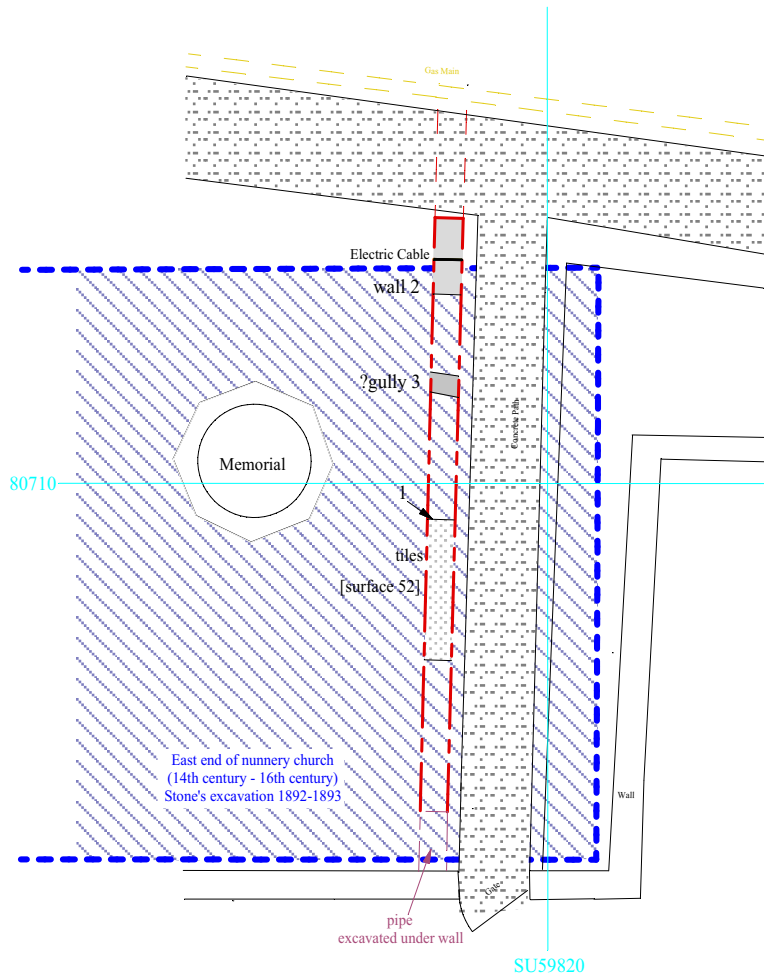 Gas Main
Electric Cable
wall 2
?gully 3
Concrete Path
Memorial
80710
1
tiles
[surface 52]
East end of nunnery church
(14th century - 16th century)
Stone's excavation 1892-1893
Wall
Gate
pipe
excavated under wall
SU59820